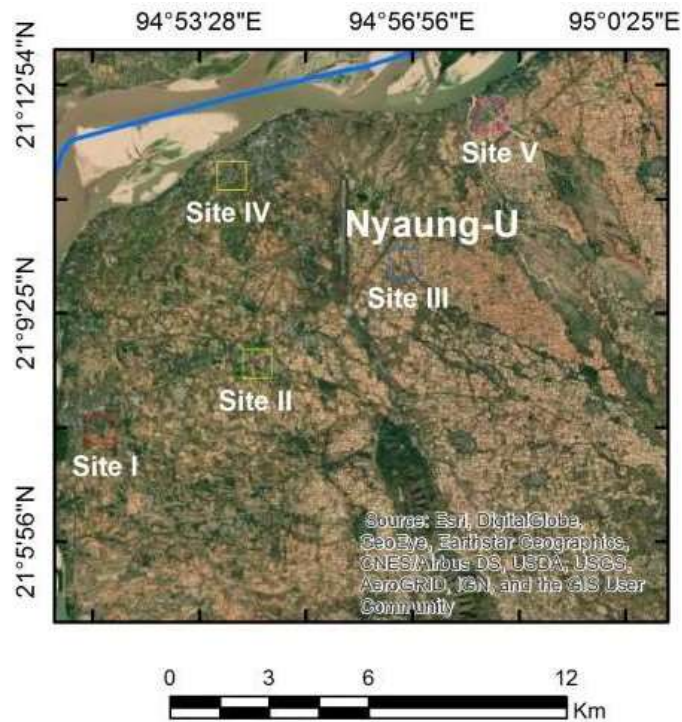 94°53'28"E 94°56'56"E 95°0'25"E
21°12'54"N
21°9'25"N
21°5'56"N
Site V
Site IV
Nyaung-U
Site III
Site II
Site I
Source: Esri, DigitalGlobe,
GeoEye, Earthstar Geographics,
CNES/Airbus DS, USDA, USGS,
AeroGRID, IGN, and the GIS User
Community
0 3 6 12
Km